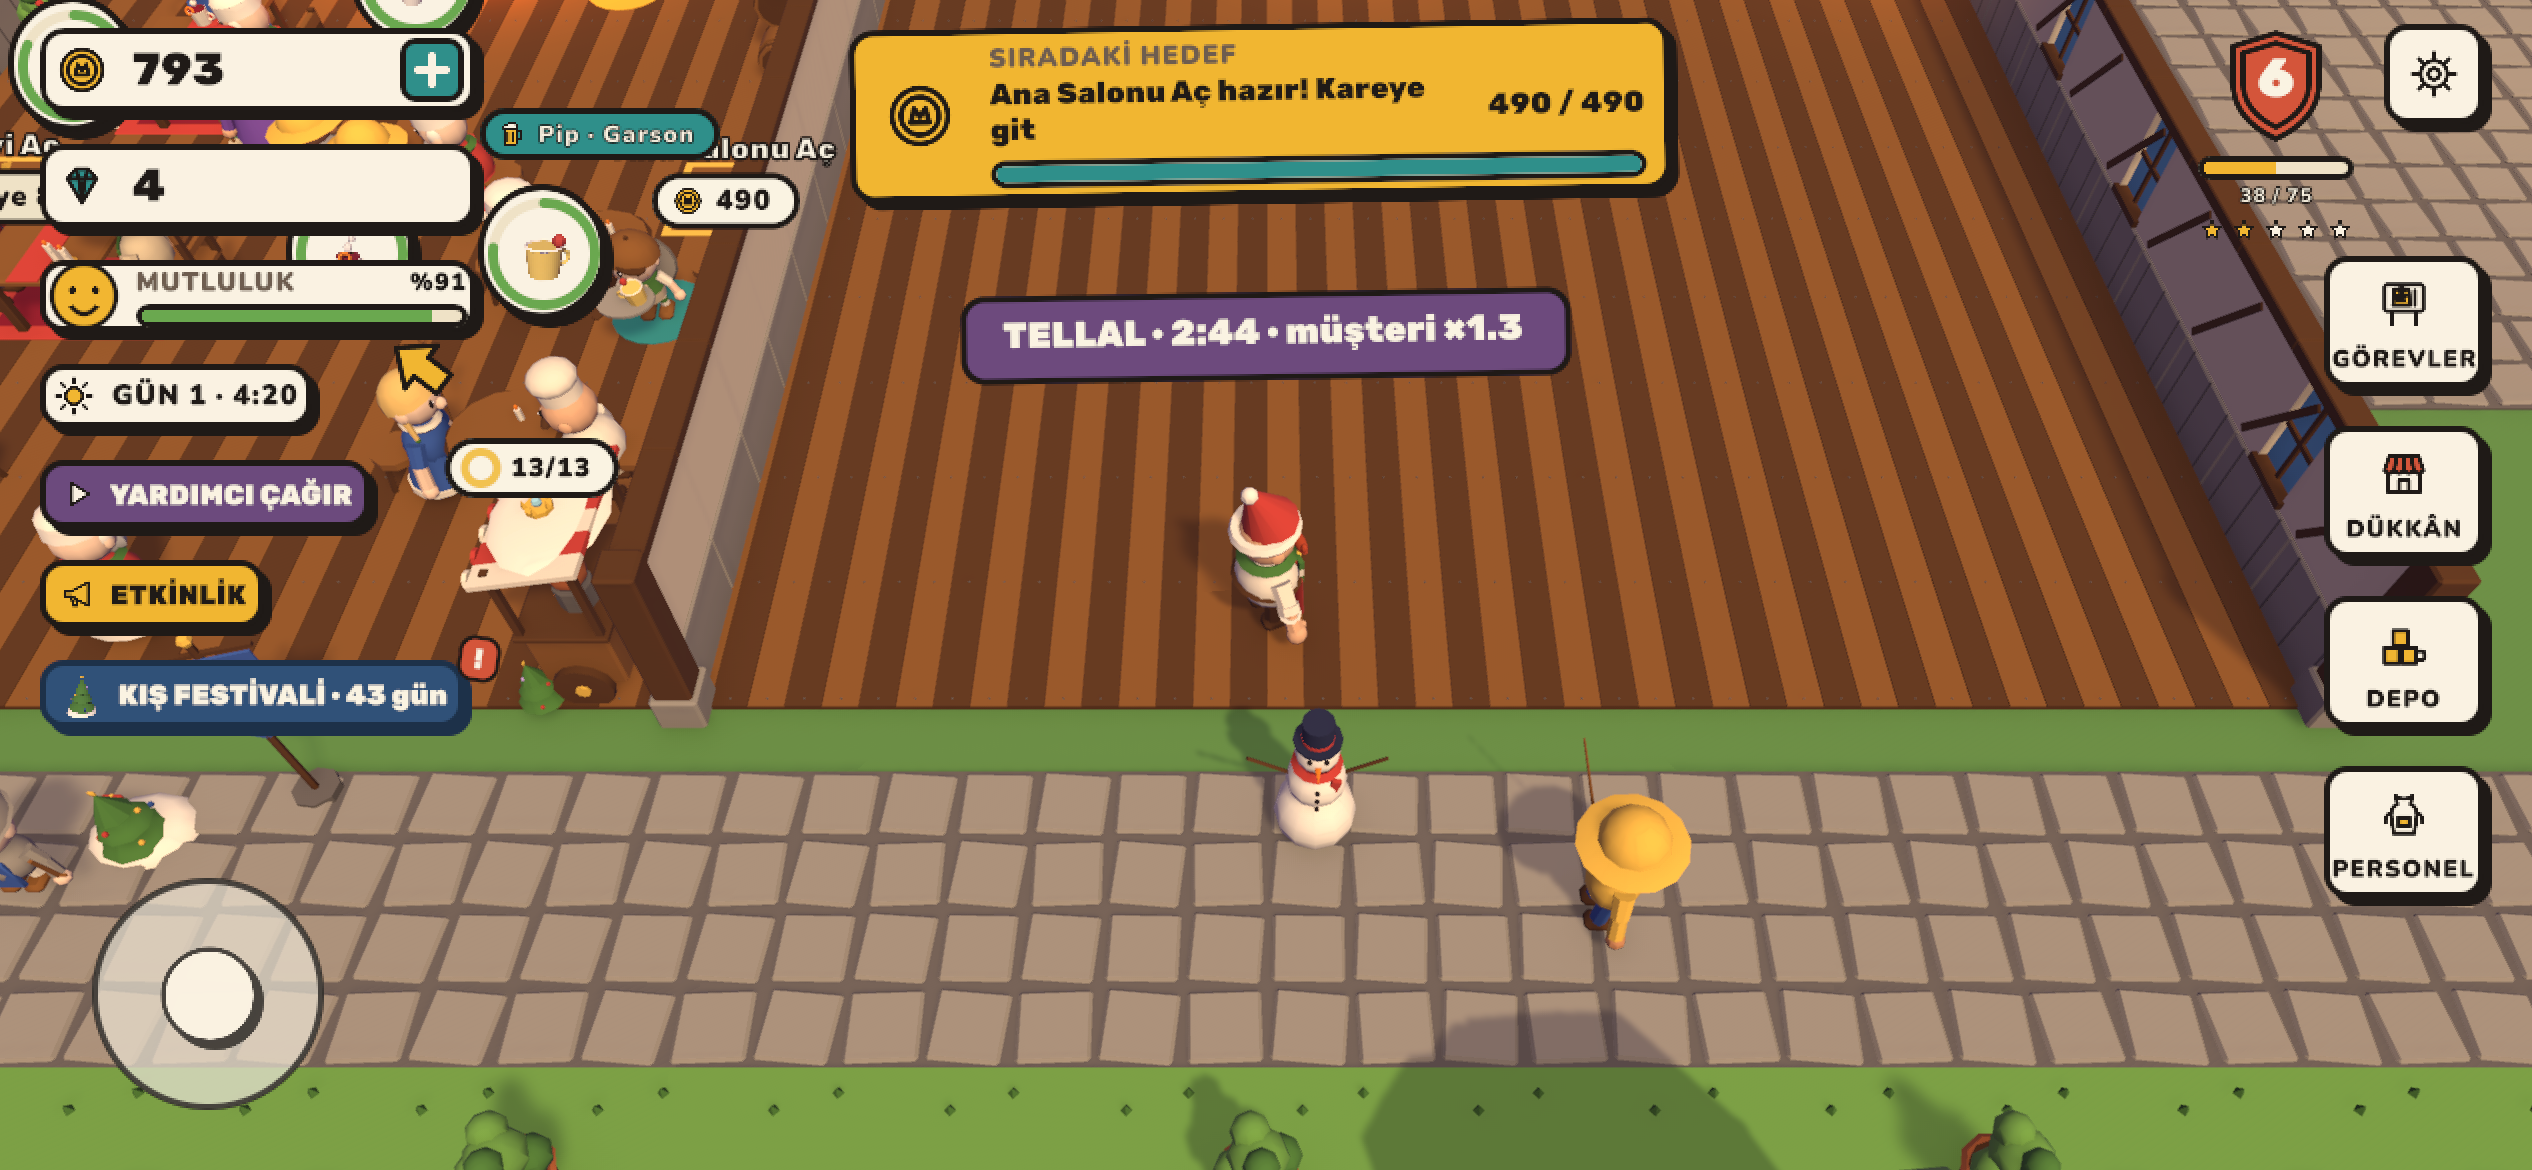 793
4
MUTLULUK %91
GÜN 1 · 4:20
YARDIMCI ÇAĞIR
ETKİNLİK
KIŞ FESTİVALİ · 43 gün
!
Pip · Garson
Aç
490
13/13
SIRADAKİ HEDEF
Ana Salonu Aç hazır! Kareye
git
490 / 490
TELLAL · 2:44 · müşteri ×1.3
6
38 / 75
GÖREVLER
DÜKKÂN
DEPO
PERSONEL